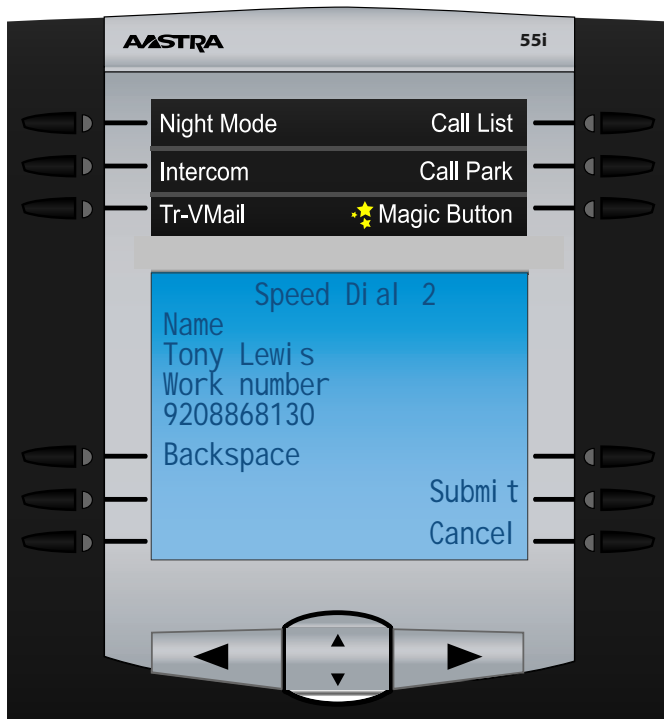 AASTRA 55i
Night Mode Call List
Intercom Call Park
Tr-VMail Magic Button
Speed Dial 2
Name
Tony Lewis
Work number
9208868130
Backspace
Submit
Cancel